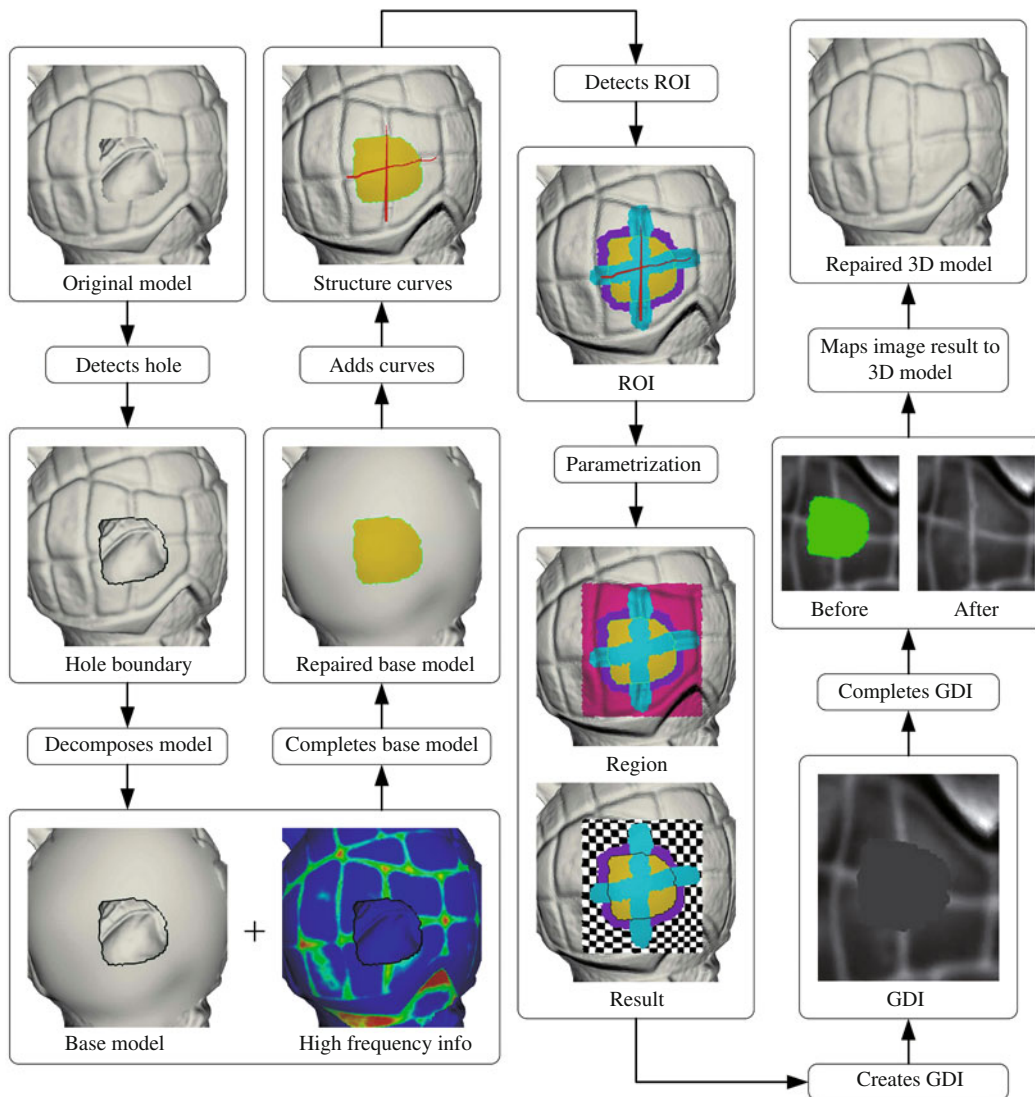 Original model
Detects hole
Hole boundary
Decomposes model
Base model
+
High frequency info
Completes base model
Repaired base model
Adds curves
Structure curves
Detects ROI
ROI
Parametrization
Region
Result
Creates GDI
GDI
Completes GDI
Before
After
Maps image result to
3D model
Repaired 3D model